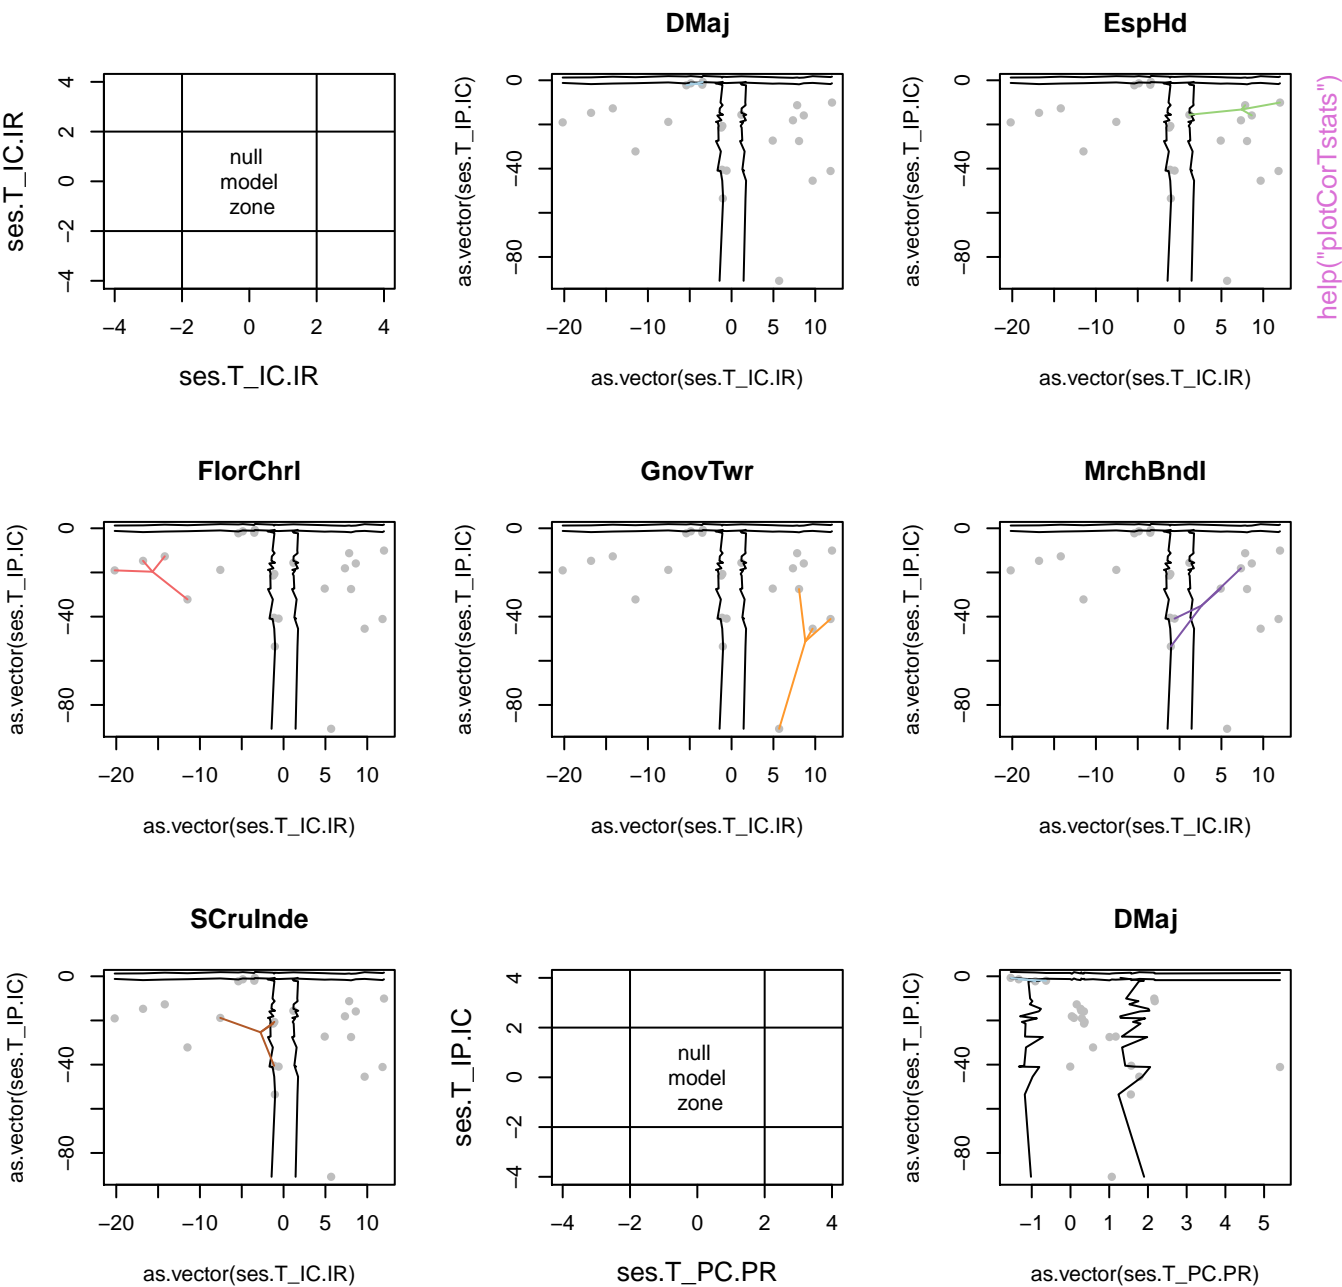 ses.T_IC.IR
4
2
0
−2
−4
null
model
zone
−4 −2 0 2 4
ses.T_IC.IR
DMaj
as.vector(ses.T_IP.IC)
0
−40
−80
−20 −10 0 5 10
as.vector(ses.T_IC.IR)
EspHd
as.vector(ses.T_IP.IC)
0
−40
−80
−20 −10 0 5 10
as.vector(ses.T_IC.IR)
help("plotCorTstats")
FlorChrI
as.vector(ses.T_IP.IC)
0
−40
−80
−20 −10 0 5 10
as.vector(ses.T_IC.IR)
GnovTwr
as.vector(ses.T_IP.IC)
0
−40
−80
−20 −10 0 5 10
as.vector(ses.T_IC.IR)
MrchBndI
as.vector(ses.T_IP.IC)
0
−40
−80
−20 −10 0 5 10
as.vector(ses.T_IC.IR)
SCruInde
as.vector(ses.T_IP.IC)
0
−40
−80
−20 −10 0 5 10
as.vector(ses.T_IC.IR)
ses.T_IP.IC
4
2
0
−2
−4
null
model
zone
−4 −2 0 2 4
ses.T_PC.PR
DMaj
as.vector(ses.T_IP.IC)
0
−40
−80
−1 0 1 2 3 4 5
as.vector(ses.T_PC.PR)